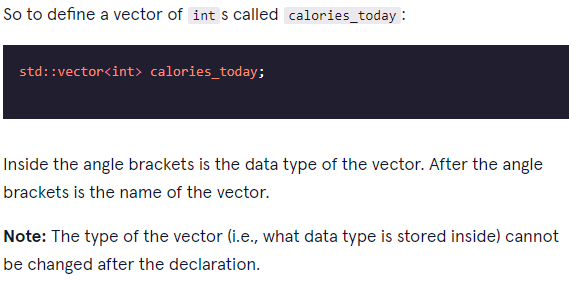 So to define a vector of int s called calories_today:
std::vector<int> calories_today;
Inside the angle brackets is the data type of the vector. After the angle
brackets is the name of the vector.
Note: The type of the vector (i.e., what data type is stored inside) cannot
be changed after the declaration.